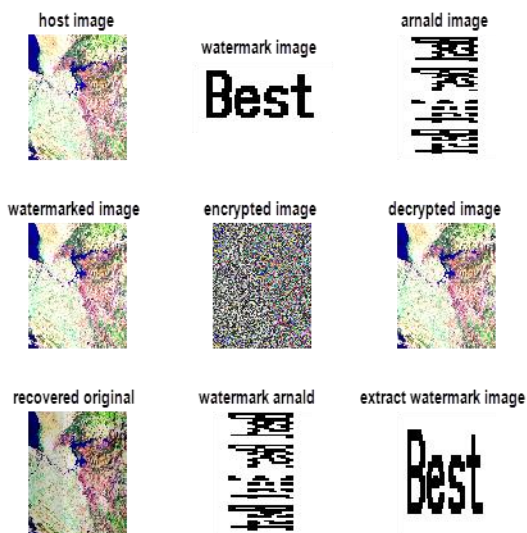 host image
watermark image
arnald image
Best
watermarked image
encrypted image
decrypted image
recovered original
watermark arnald
extract watermark image
Best